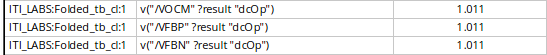 ITI_LABS:Folded_tb_cl:1 v("/VOCM" ?result "dcOp") 1.011
ITI_LABS:Folded_tb_cl:1 v("/VFBP" ?result "dcOp") 1.011
ITI_LABS:Folded_tb_cl:1 v("/VFBN" ?result "dcOp") 1.011